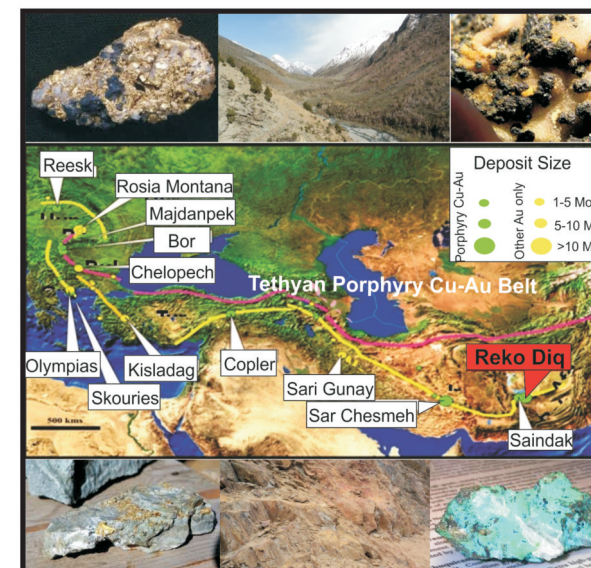 Reesk
Rosia Montana
Majdanpek
Bor
Chelopech
Olympias
Skouries
Kisladag
Copler
Tethyan Porphyry Cu-Au Belt
Sari Gunay
Sar Chesmeh
Reko Diq
Saindak
500 kms
Deposit Size
Porphyry Cu-Au
Other Au only
1-5 Mo
5-10 M
>10 M